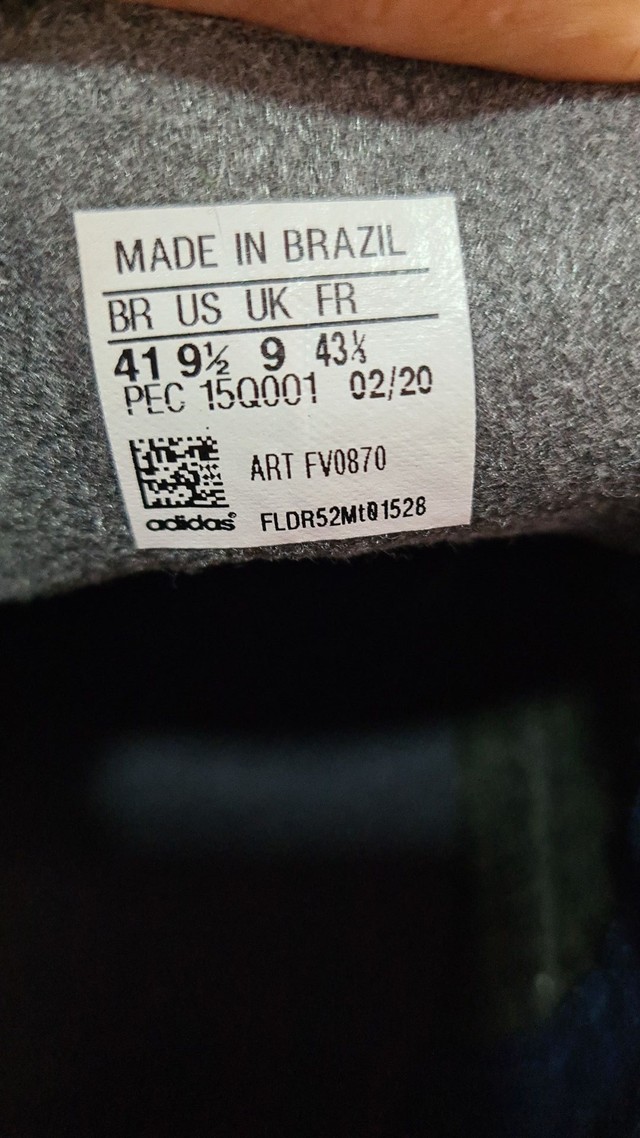 MADE IN BRAZIL
BR US UK FR
41 9½ 9 43⅓
PEC 15Q001 02/20
ART FV0870
adidas® FLDR52Mt01528